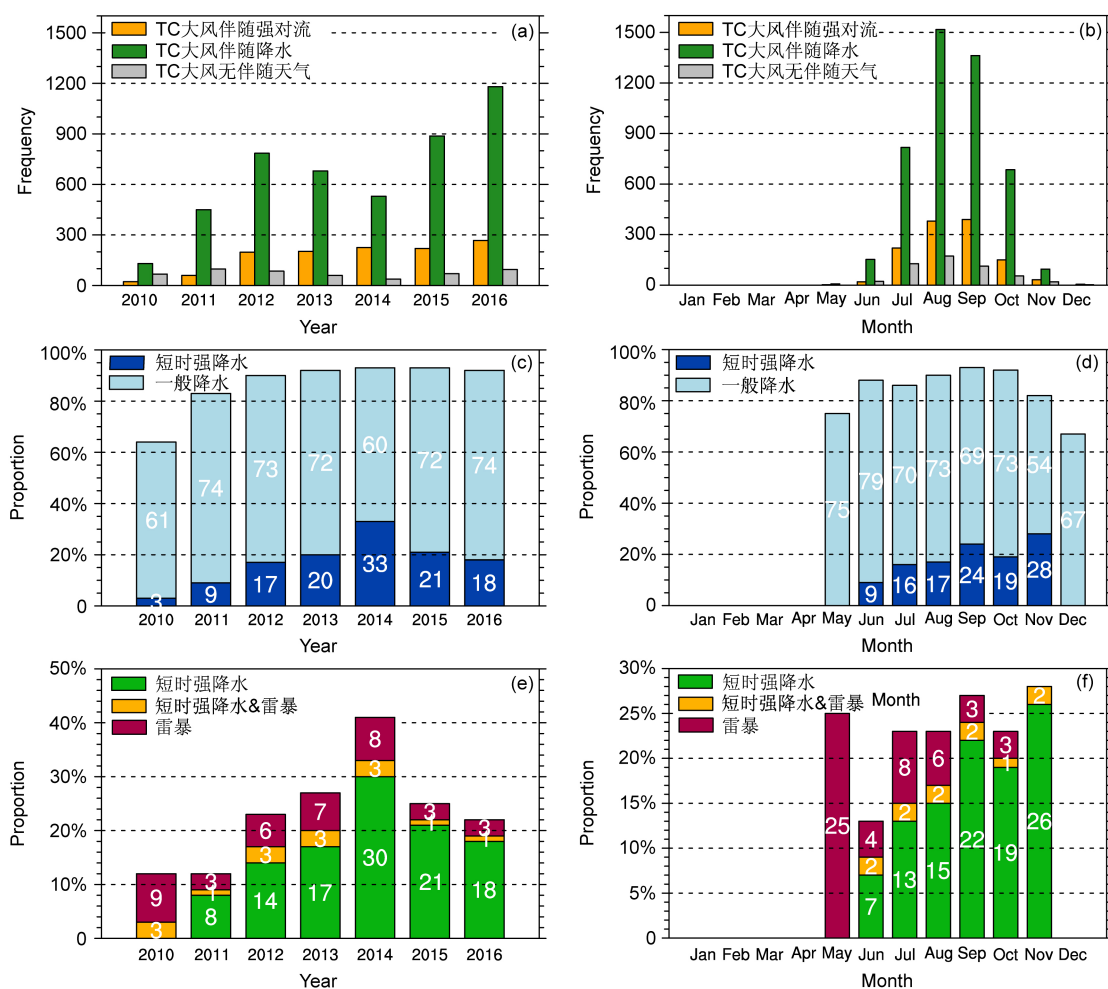 TC大风伴随强对流
TC大风伴随降水
TC大风无伴随天气
(a)
1500
1200
900
600
300
0
Frequency
2010 2011 2012 2013 2014 2015 2016
Year
TC大风伴随强对流
TC大风伴随降水
TC大风无伴随天气
(b)
1500
1200
900
600
300
0
Frequency
Jan Feb Mar Apr May Jun Jul Aug Sep Oct Nov Dec
Month
短时强降水
一般降水
(c)
100%
80%
60%
40%
20%
0
Proportion
61 74 73 72 60 72 74
3 9 17 20 33 21 18
2010 2011 2012 2013 2014 2015 2016
Year
短时强降水
一般降水
(d)
100%
80%
60%
40%
20%
0
Proportion
75 79 70 73 69 73 54 67
9 16 17 24 19 28
Jan Feb Mar Apr May Jun Jul Aug Sep Oct Nov Dec
Month
短时强降水
短时强降水&雷暴
雷暴
(e)
50%
40%
30%
20%
10%
0
Proportion
9 3 6 7 8 3 3
3 1 3 3 3 1 1
8 14 17 30 21 18
2010 2011 2012 2013 2014 2015 2016
Year
短时强降水
短时强降水&雷暴
雷暴
Month
(f)
30%
25%
20%
15%
10%
5%
0
Proportion
25 4 8 6 3 3
2 2 2 2 1 2
7 13 15 22 19 26
Jan Feb Mar Apr May Jun Jul Aug Sep Oct Nov Dec
Month